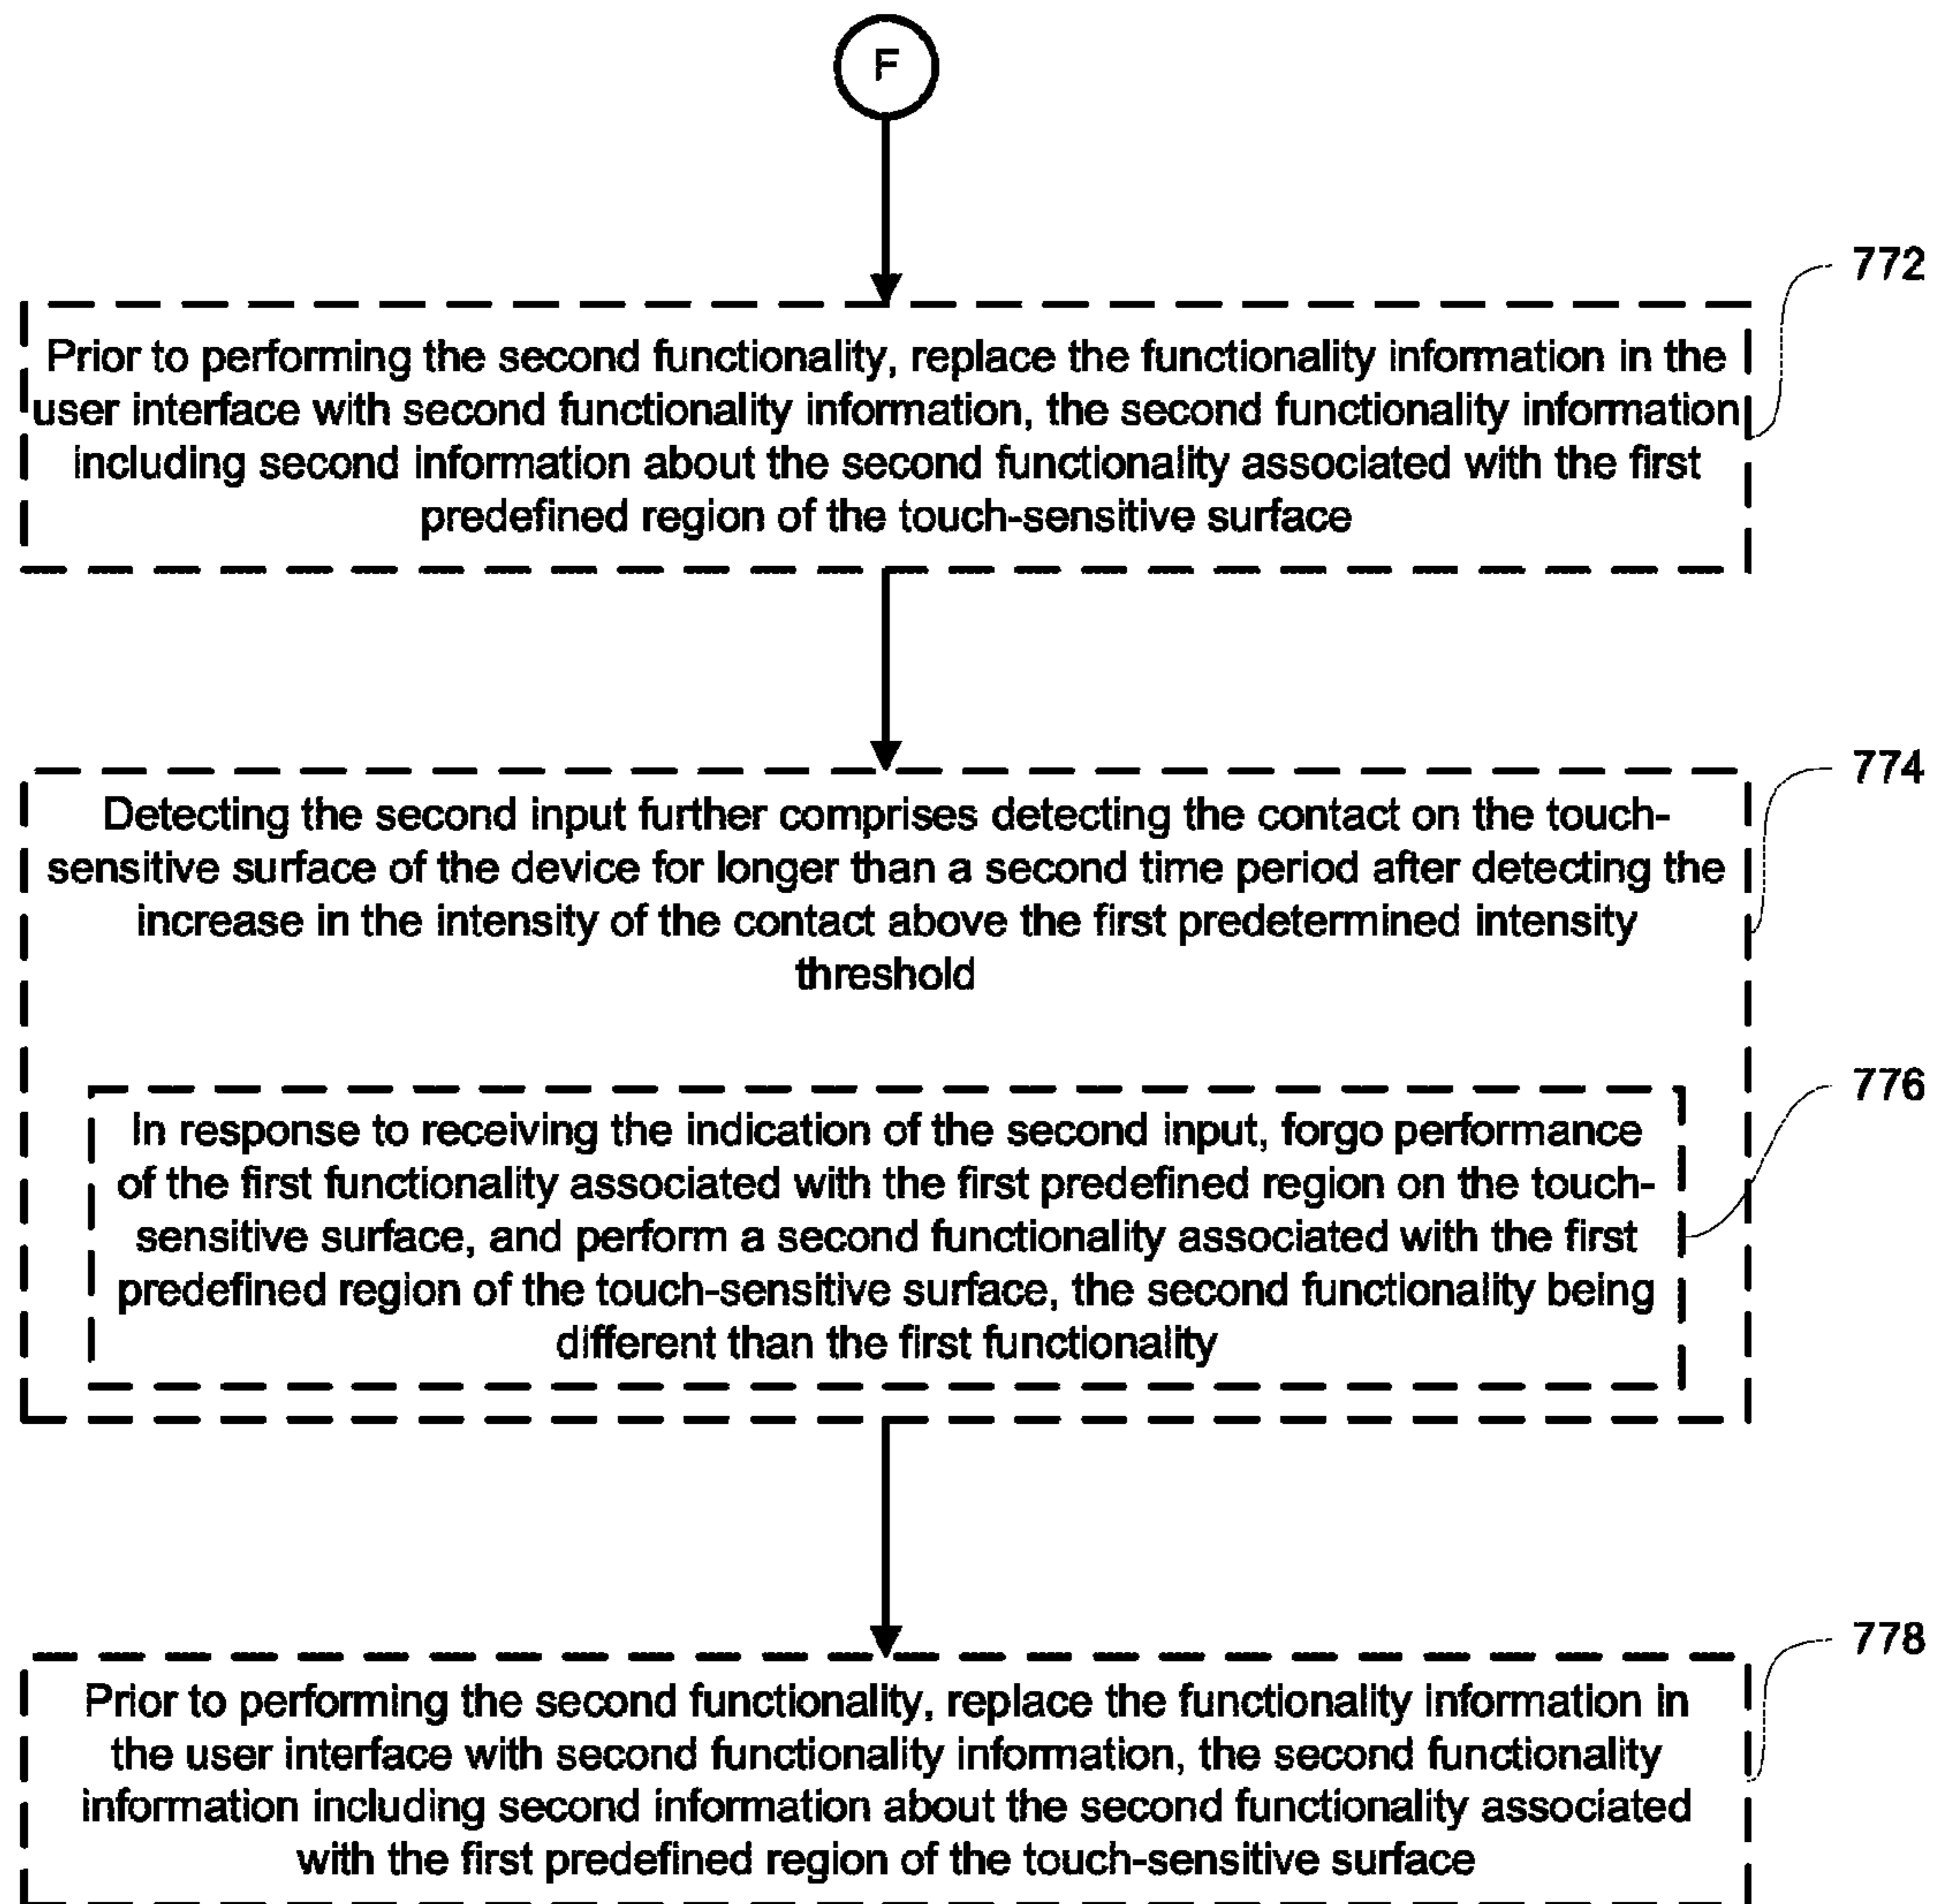 F
772
Prior to performing the second functionality, replace the functionality information in the
user interface with second functionality information, the second functionality information
including second information about the second functionality associated with the first
predefined region of the touch-sensitive surface
774
Detecting the second input further comprises detecting the contact on the touch-
sensitive surface of the device for longer than a second time period after detecting the
increase in the intensity of the contact above the first predetermined intensity
threshold
776
In response to receiving the indication of the second input, forgo performance
of the first functionality associated with the first predefined region on the touch-
sensitive surface, and perform a second functionality associated with the first
predefined region of the touch-sensitive surface, the second functionality being
different than the first functionality
778
Prior to performing the second functionality, replace the functionality information in
the user interface with second functionality information, the second functionality
information including second information about the second functionality associated
with the first predefined region of the touch-sensitive surface